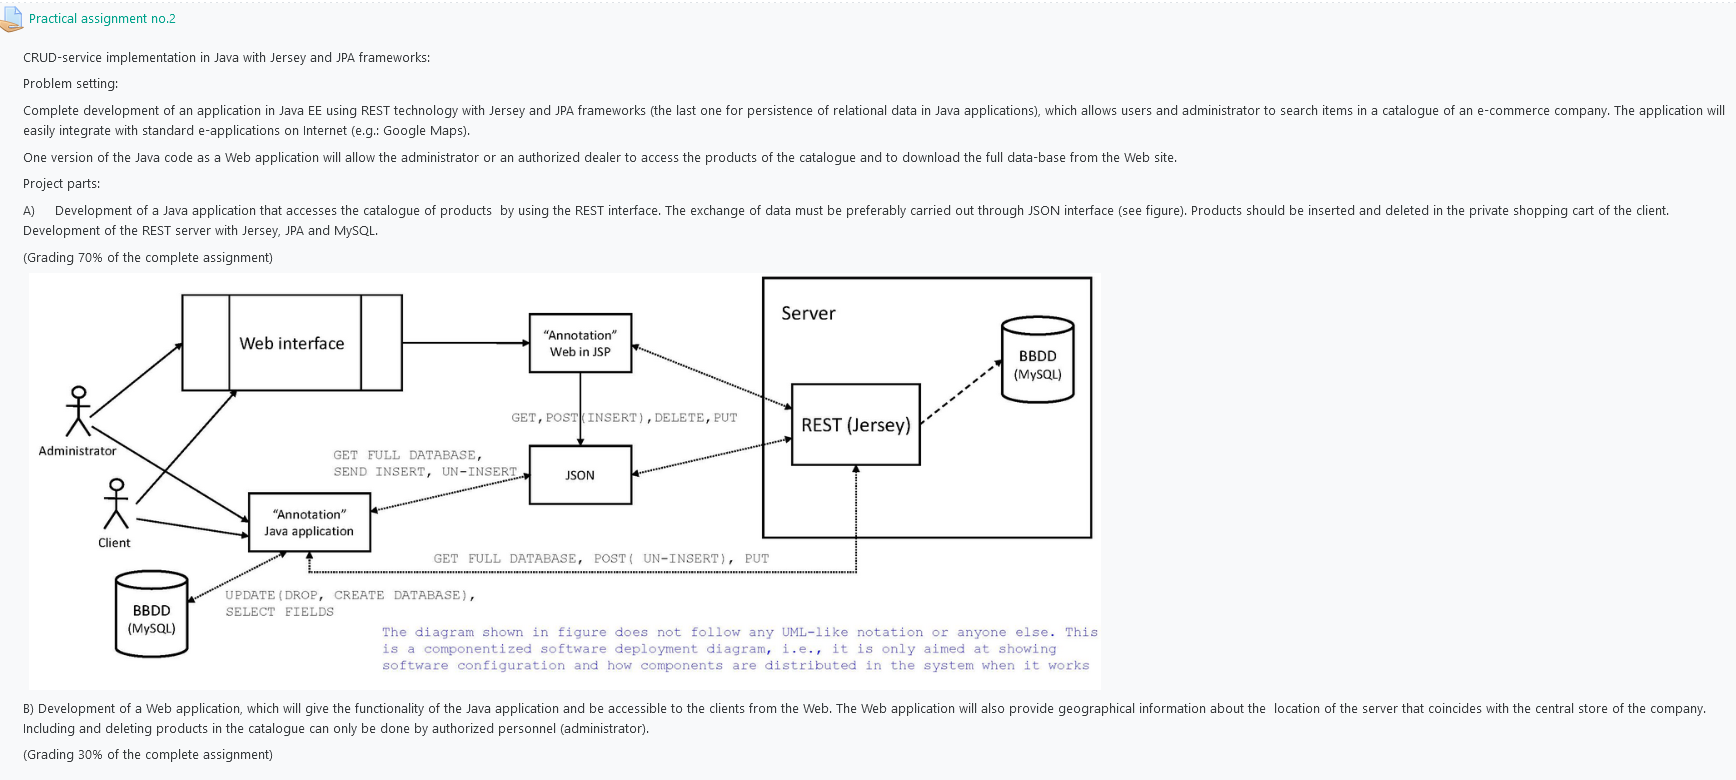 Practical assignment no.2
CRUD-service implementation in Java with Jersey and JPA frameworks:
Problem setting:
Complete development of an application in Java EE using REST technology with Jersey and JPA frameworks (the last one for persistence of relational data in Java applications), which allows users and administrator to search items in a catalogue of an e-commerce company. The application will
easily integrate with standard e-applications on Internet (e.g.: Google Maps).
One version of the Java code as a Web application will allow the administrator or an authorized dealer to access the products of the catalogue and to download the full data-base from the Web site.
Project parts:
A) Development of a Java application that accesses the catalogue of products by using the REST interface. The exchange of data must be preferably carried out through JSON interface (see figure). Products should be inserted and deleted in the private shopping cart of the client.
Development of the REST server with Jersey, JPA and MySQL.
(Grading 70% of the complete assignment)
Server
Web interface
"Annotation"
Web in JSP
BBDD
(MySQL)
GET,POST(INSERT),DELETE,PUT
REST (Jersey)
Administrator
GET FULL DATABASE,
SEND INSERT, UN-INSERT
JSON
"Annotation"
Java application
Client
GET FULL DATABASE, POST( UN-INSERT), PUT
UPDATE(DROP, CREATE DATABASE),
SELECT FIELDS
BBDD
(MySQL)
The diagram shown in figure does not follow any UML-like notation or anyone else. This
is a componentized software deployment diagram, i.e., it is only aimed at showing
software configuration and how components are distributed in the system when it works
B) Development of a Web application, which will give the functionality of the Java application and be accessible to the clients from the Web. The Web application will also provide geographical information about the location of the server that coincides with the central store of the company.
Including and deleting products in the catalogue can only be done by authorized personnel (administrator).
(Grading 30% of the complete assignment)